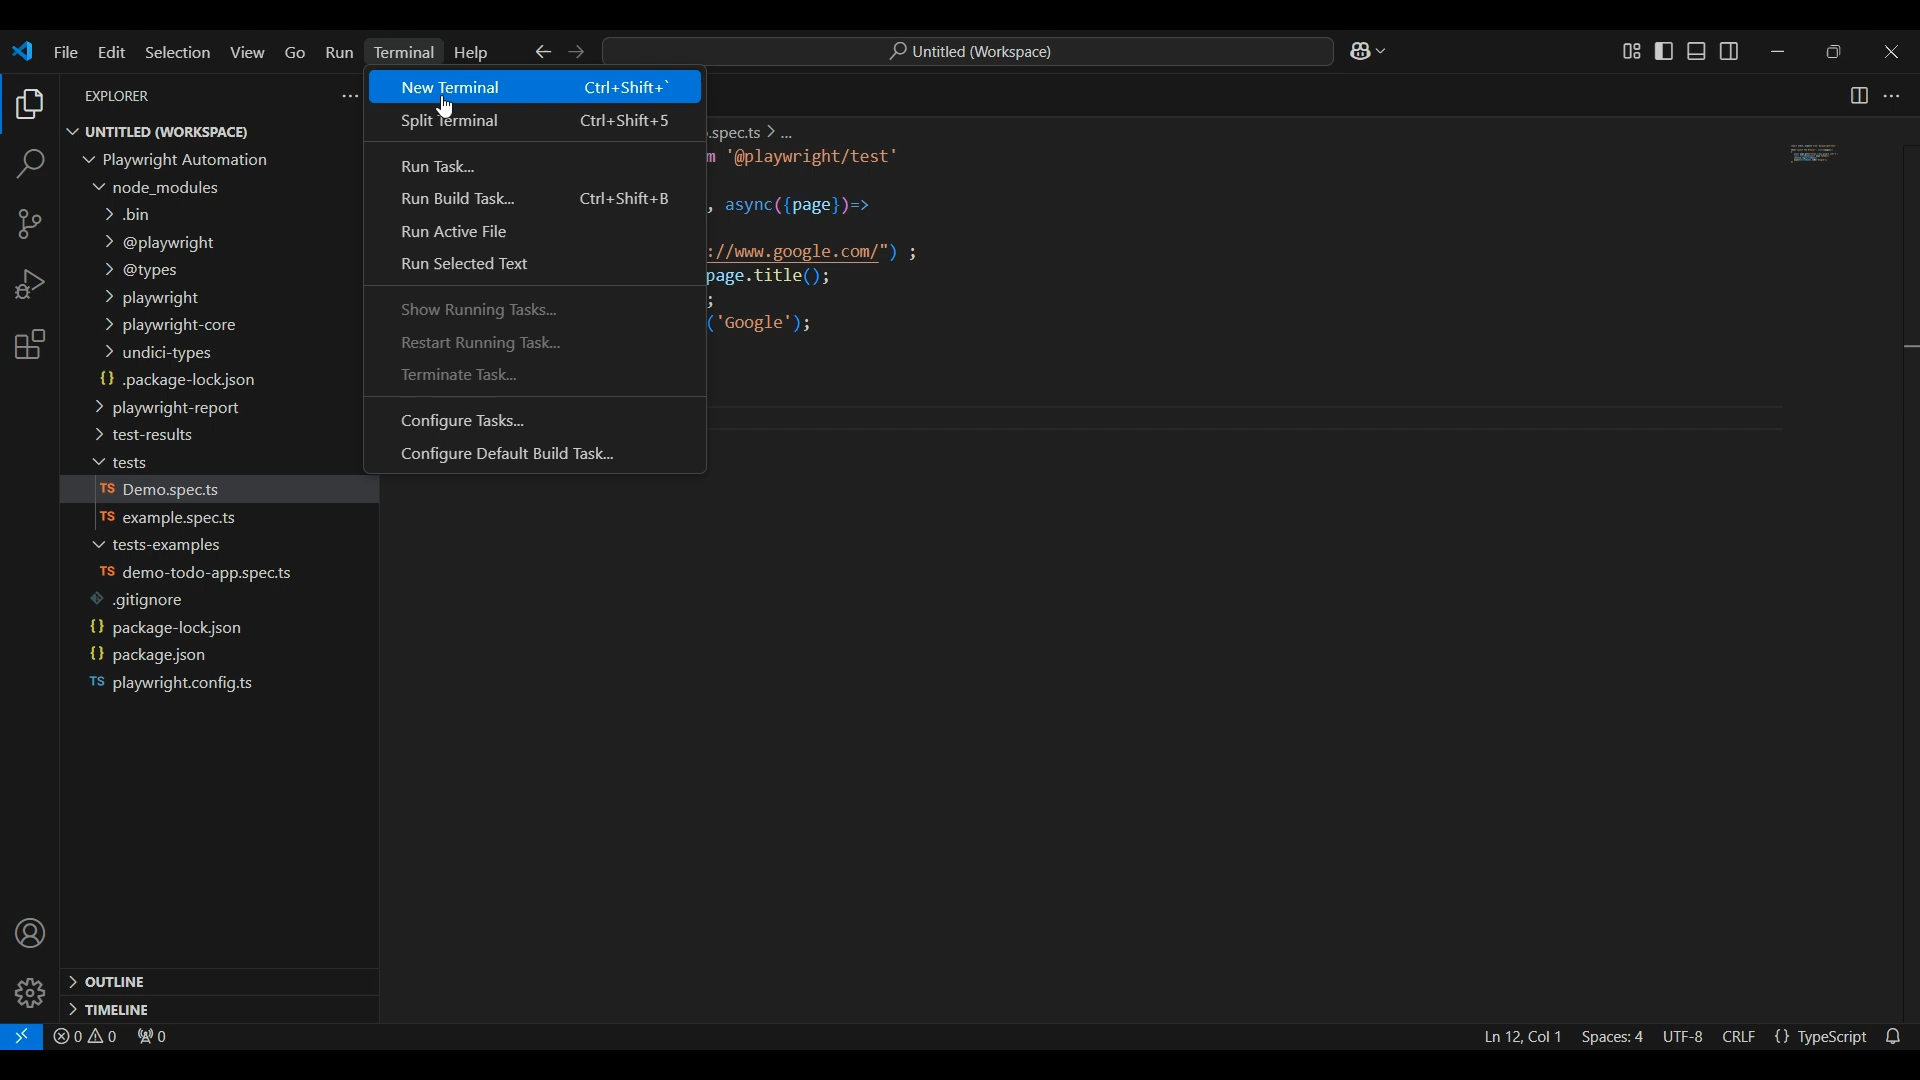 File Edit Selection View Go Run Terminal Help
Untitled (Workspace)
EXPLORER
UNTITLED (WORKSPACE)
Playwright Automation
node_modules
.bin
@playwright
@types
playwright
playwright-core
undici-types
{} .package-lock.json
playwright-report
test-results
tests
TS Demo.spec.ts
TS example.spec.ts
tests-examples
TS demo-todo-app.spec.ts
.gitignore
{} package-lock.json
{} package.json
TS playwright.config.ts
OUTLINE
TIMELINE
New Terminal Ctrl+Shift+`
Split Terminal Ctrl+Shift+5
Run Task...
Run Build Task... Ctrl+Shift+B
Run Active File
Run Selected Text
Show Running Tasks...
Restart Running Task...
Terminate Task...
Configure Tasks...
Configure Default Build Task...
.spec.ts > ...
m '@playwright/test'
, async({page})=>
://www.google.com/") ;
page.title();
;
('Google');
0 0 0
Ln 12, Col 1 Spaces: 4 UTF-8 CRLF {} TypeScript